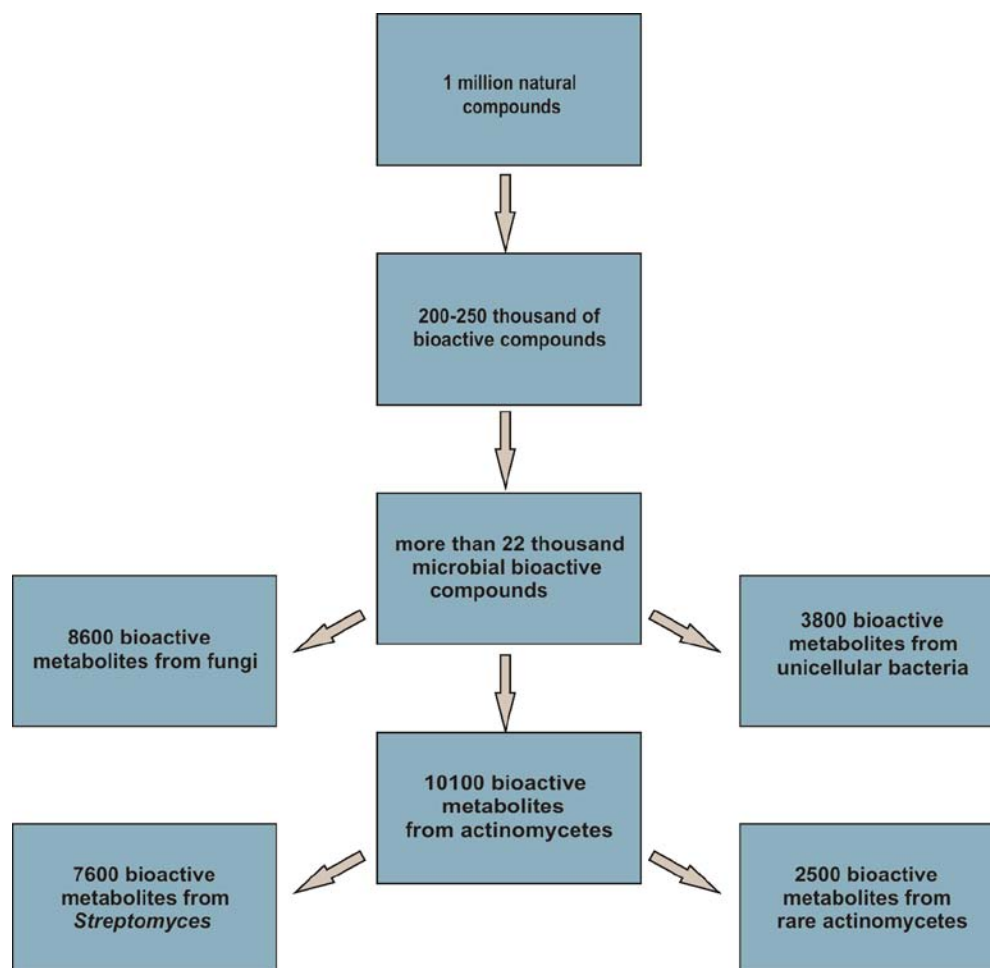 1 million natural
compounds
200-250 thousand of
bioactive compounds
more than 22 thousand
microbial bioactive
compounds
8600 bioactive
metabolites from fungi
3800 bioactive
metabolites from
unicellular bacteria
10100 bioactive
metabolites
from actinomycetes
7600 bioactive
metabolites from
Streptomyces
2500 bioactive
metabolites from
rare actinomycetes